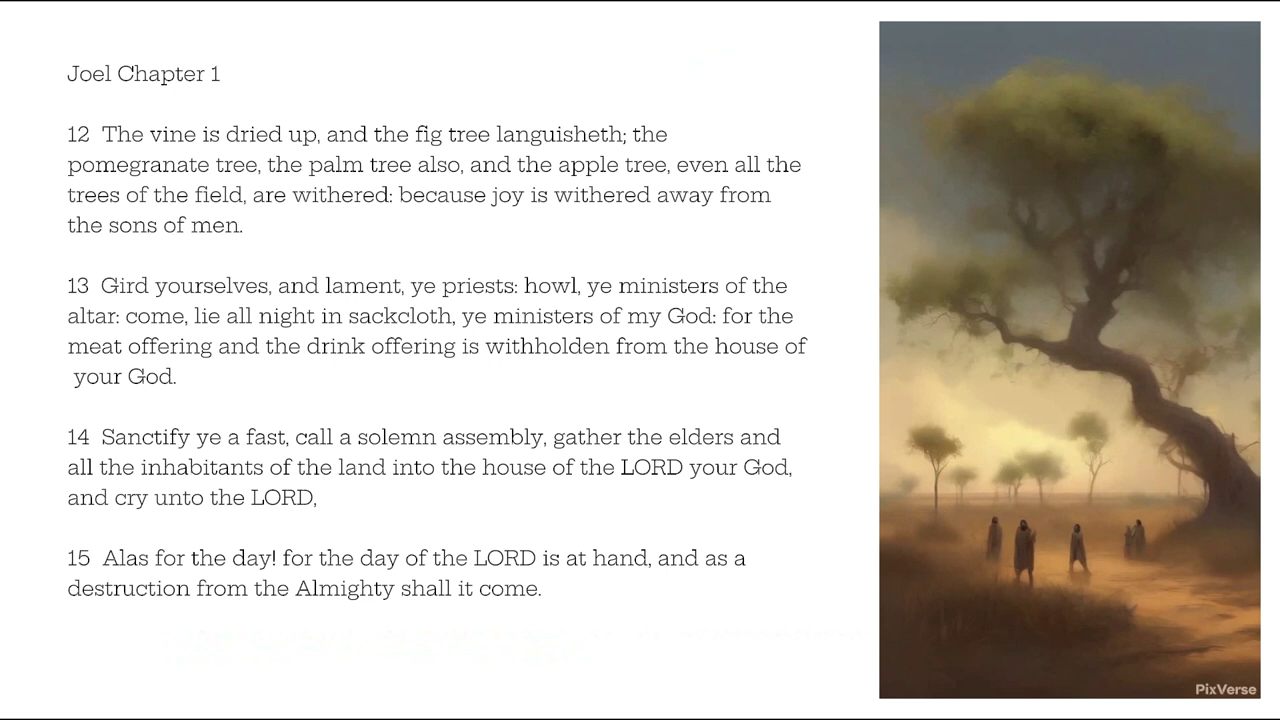 Joel Chapter 1
12 The vine is dried up, and the fig tree languisheth; the
pomegranate tree, the palm tree also, and the apple tree, even all the
trees of the field, are withered: because joy is withered away from
the sons of men.
13 Gird yourselves, and lament, ye priests: howl, ye ministers of the
altar: come, lie all night in sackcloth, ye ministers of my God: for the
meat offering and the drink offering is withholden from the house of
your God.
14 Sanctify ye a fast, call a solemn assembly, gather the elders and
all the inhabitants of the land into the house of the LORD your God,
and cry unto the LORD,
15 Alas for the day! for the day of the LORD is at hand, and as a
destruction from the Almighty shall it come.
PixVerse